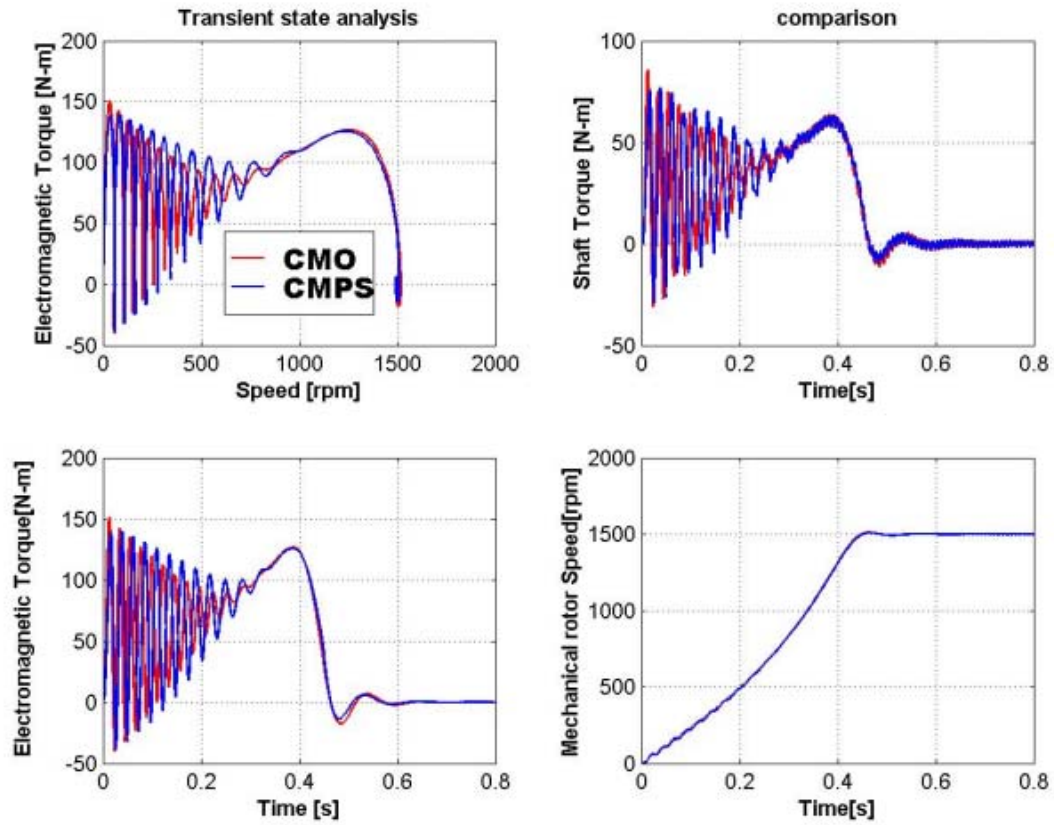 Transient state analysis
comparison
200
150
100
50
0
-50
Electromagnetic Torque [N-m]
0 500 1000 1500 2000
Speed [rpm]
CMO
CMPS
100
50
0
-50
Shaft Torque [N-m]
0 0.2 0.4 0.6 0.8
Time[s]
200
150
100
50
0
-50
Electromagnetic Torque[N-m]
0 0.2 0.4 0.6 0.8
Time [s]
2000
1500
1000
500
0
Mechanical rotor Speed[rpm]
0 0.2 0.4 0.6 0.8
Time[s]